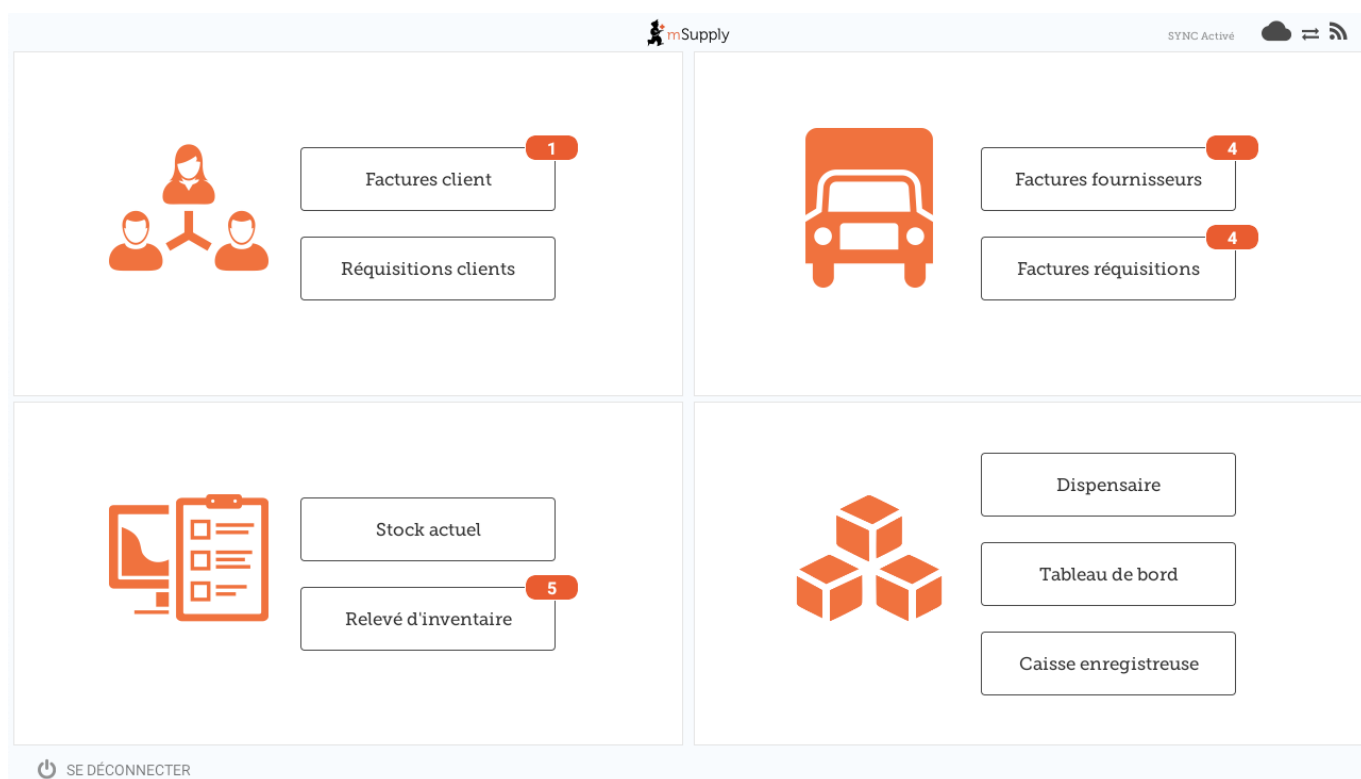 mSupply
SYNC Activé
1
Factures client
Réquisitions clients
4
Factures fournisseurs
4
Factures réquisitions
Stock actuel
5
Relevé d'inventaire
Dispensaire
Tableau de bord
Caisse enregistreuse
SE DÉCONNECTER